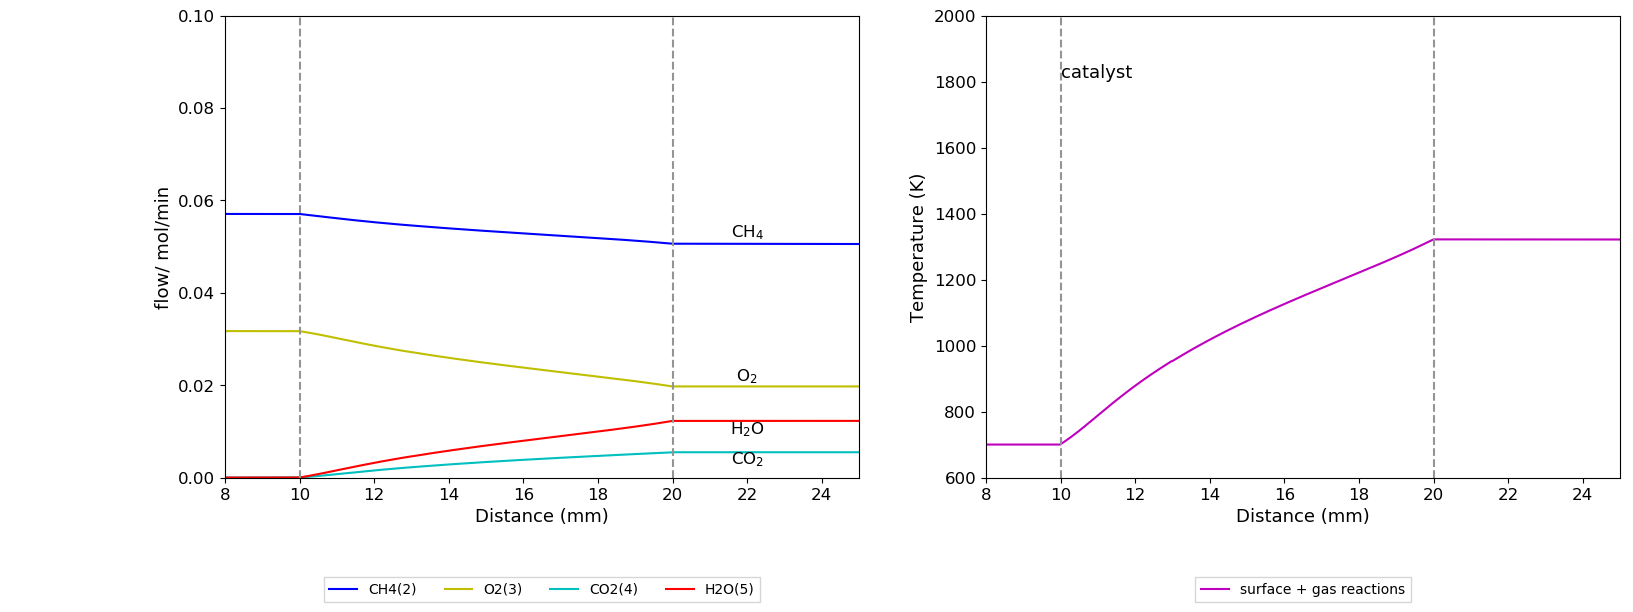 0.10
0.08
0.06
0.04
0.02
0.00
flow/ mol/min
CH4
O2
H2O
CO2
8 10 12 14 16 18 20 22 24
Distance (mm)
CH4(2) O2(3) CO2(4) H2O(5)
2000
1800
1600
1400
1200
1000
800
600
Temperature (K)
catalyst
8 10 12 14 16 18 20 22 24
Distance (mm)
surface + gas reactions